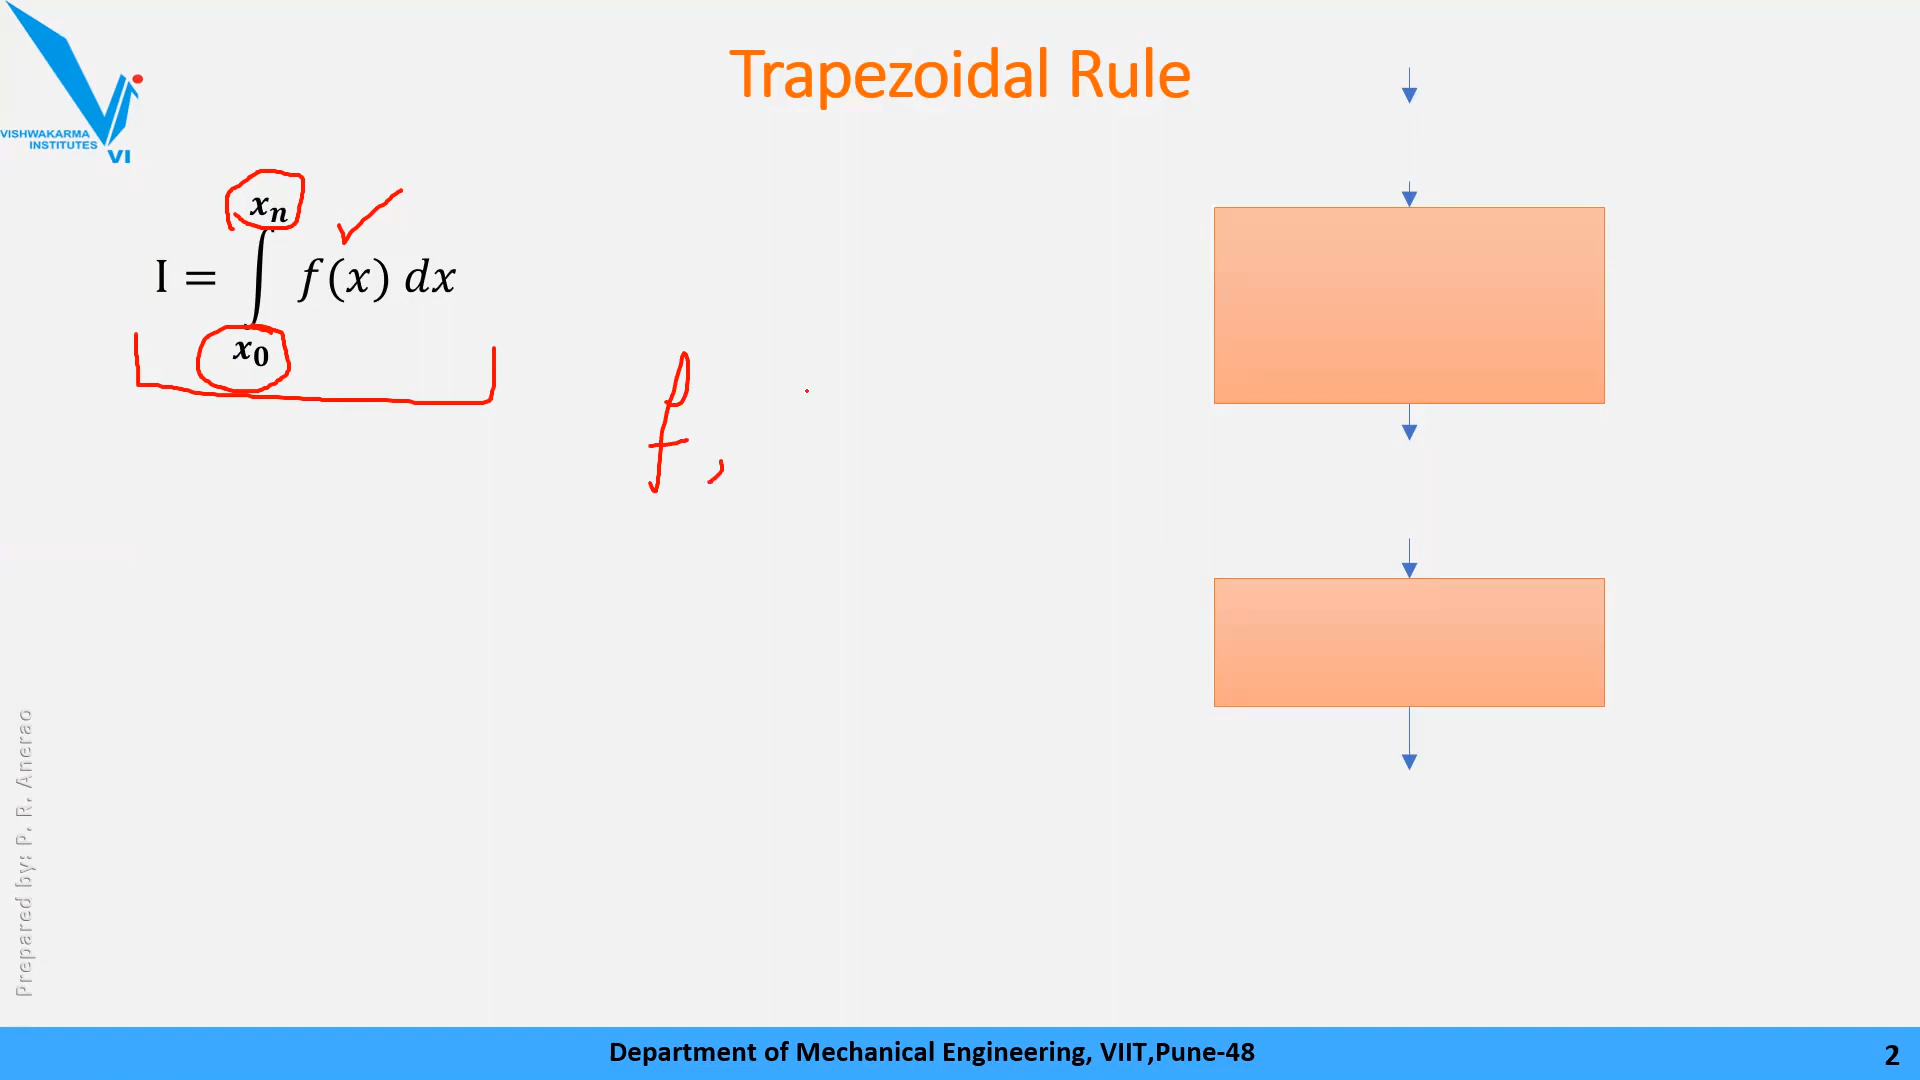 Trapezoidal Rule
VISHWAKARMA
INSTITUTES
VI
xₙ
I = ∫ f(x) dx
x₀
f,
Prepared by: P. R. Anerao
Department of Mechanical Engineering, VIIT,Pune-48
2